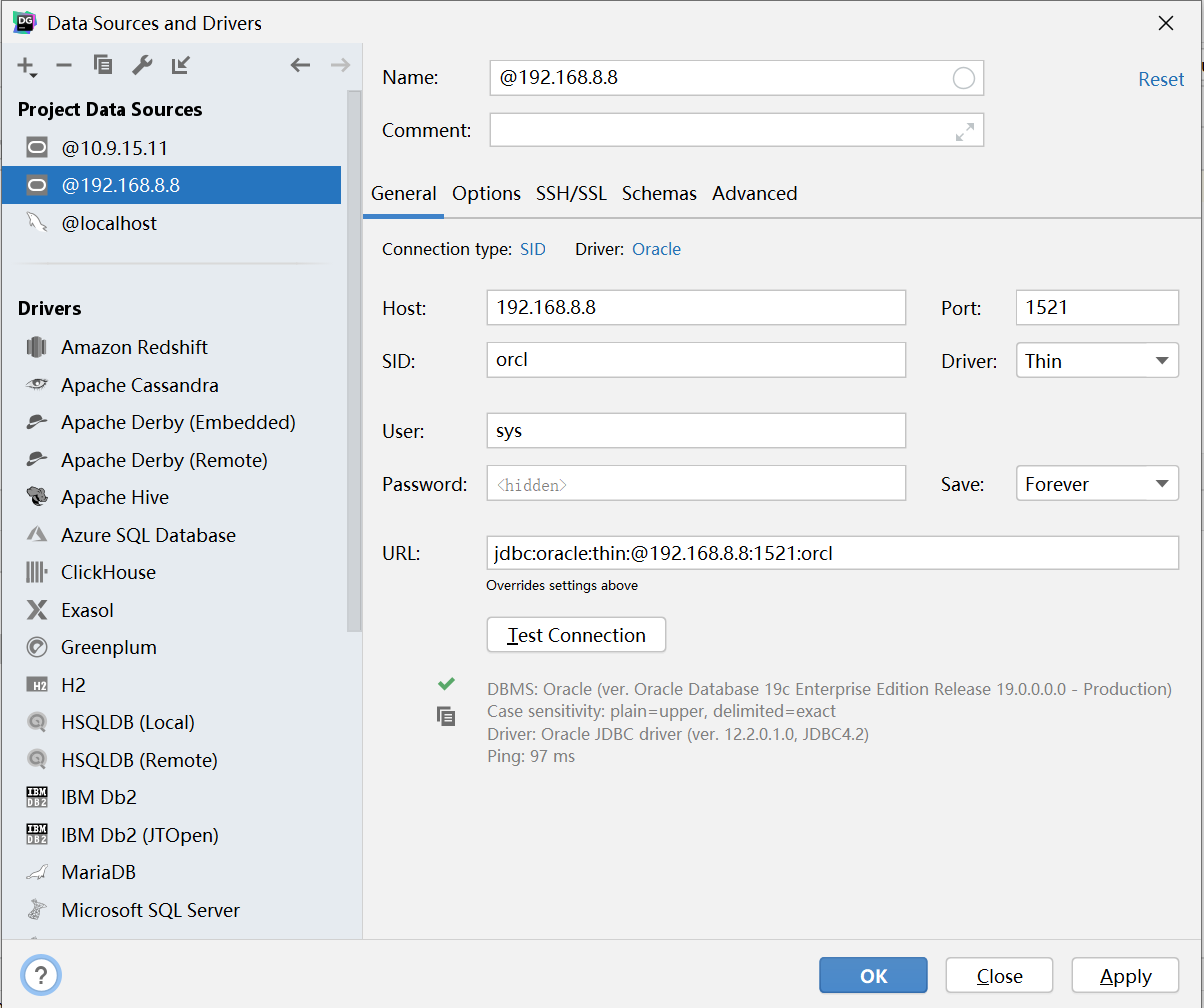 DG
Data Sources and Drivers
Project Data Sources
@10.9.15.11
@192.168.8.8
@localhost
Drivers
Amazon Redshift
Apache Cassandra
Apache Derby (Embedded)
Apache Derby (Remote)
Apache Hive
Azure SQL Database
ClickHouse
Exasol
Greenplum
H2 H2
HSQLDB (Local)
HSQLDB (Remote)
IBM DB2 IBM Db2
IBM DB2 IBM Db2 (JTOpen)
MariaDB
Microsoft SQL Server
Name: @192.168.8.8 Reset
Comment:
General Options SSH/SSL Schemas Advanced
Connection type: SID Driver: Oracle
Host: 192.168.8.8 Port: 1521
SID: orcl Driver: Thin
User: sys
Password: <hidden> Save: Forever
URL: jdbc:oracle:thin:@192.168.8.8:1521:orcl
Overrides settings above
Test Connection
DBMS: Oracle (ver. Oracle Database 19c Enterprise Edition Release 19.0.0.0.0 - Production)
Case sensitivity: plain=upper, delimited=exact
Driver: Oracle JDBC driver (ver. 12.2.0.1.0, JDBC4.2)
Ping: 97 ms
? OK Close Apply